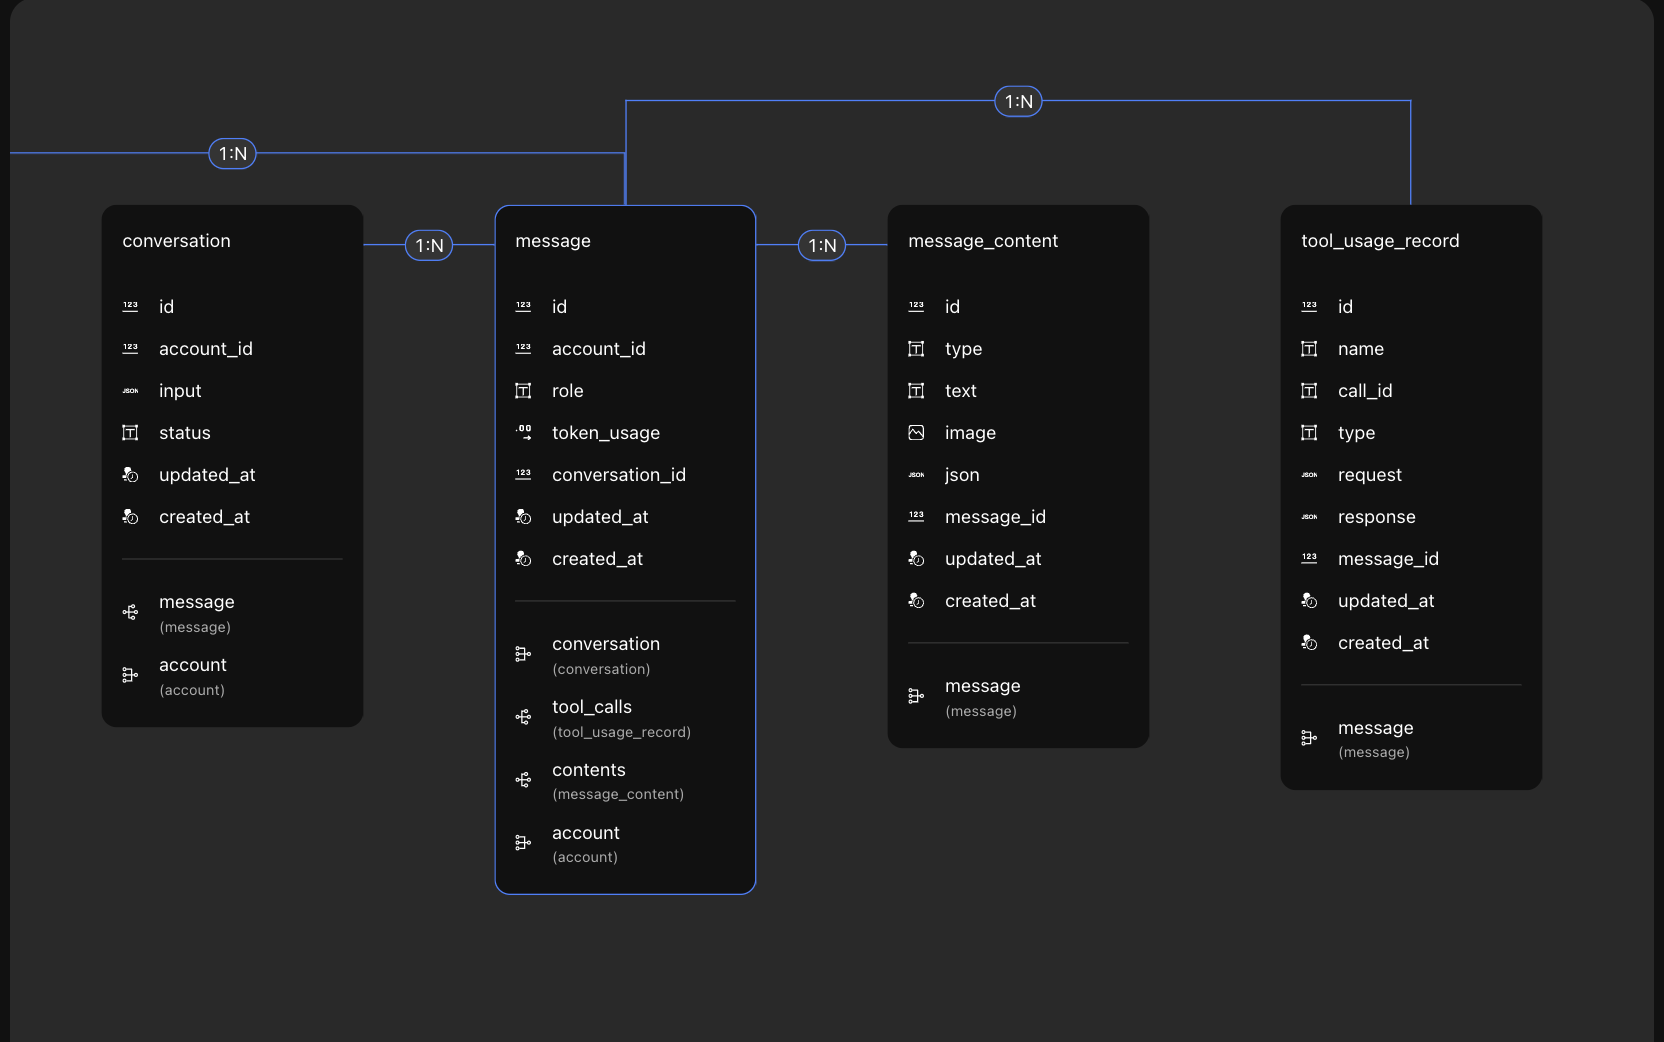 1:N
1:N
conversation
1:N
message
1:N
message_content
tool_usage_record
123 id
123 account_id
JSON input
T status
updated_at
created_at
message
(message)
account
(account)
123 id
123 account_id
T role
.00 token_usage
123 conversation_id
updated_at
created_at
conversation
(conversation)
tool_calls
(tool_usage_record)
contents
(message_content)
account
(account)
123 id
T type
T text
image
JSON json
123 message_id
updated_at
created_at
message
(message)
123 id
T name
T call_id
T type
JSON request
JSON response
123 message_id
updated_at
created_at
message
(message)